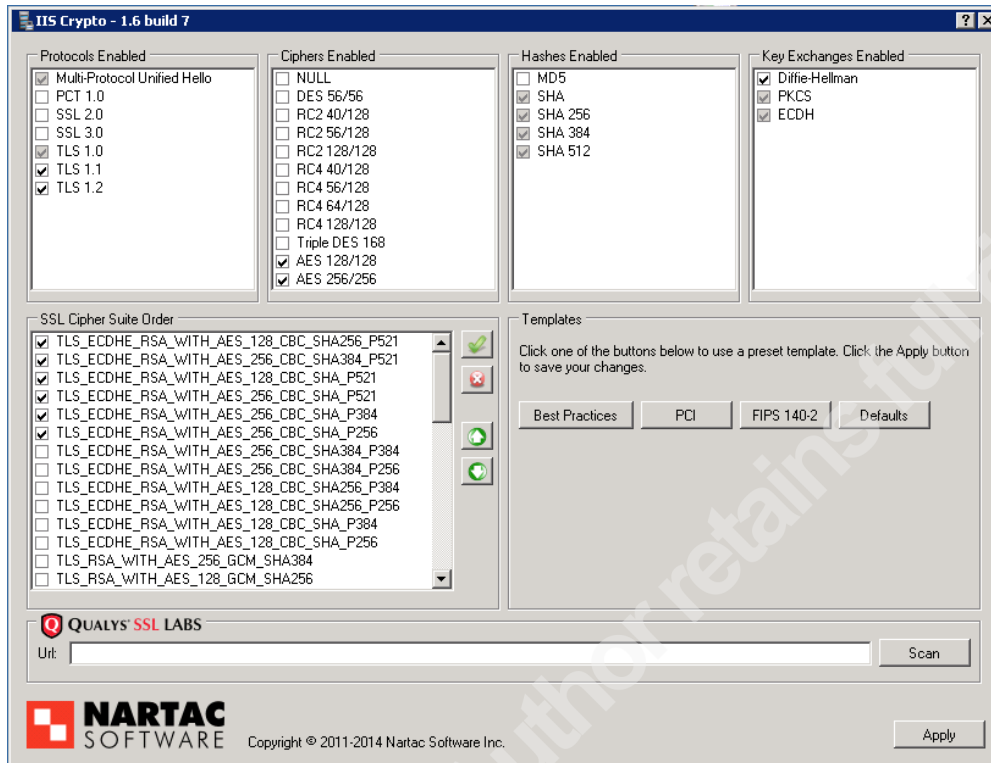 IIS Crypto - 1.6 build 7
Protocols Enabled
Multi-Protocol Unified Hello
PCT 1.0
SSL 2.0
SSL 3.0
TLS 1.0
TLS 1.1
TLS 1.2
Ciphers Enabled
NULL
DES 56/56
RC2 40/128
RC2 56/128
RC2 128/128
RC4 40/128
RC4 56/128
RC4 64/128
RC4 128/128
Triple DES 168
AES 128/128
AES 256/256
Hashes Enabled
MD5
SHA
SHA 256
SHA 384
SHA 512
Key Exchanges Enabled
Diffie-Hellman
PKCS
ECDH
SSL Cipher Suite Order
TLS_ECDHE_RSA_WITH_AES_128_CBC_SHA256_P521
TLS_ECDHE_RSA_WITH_AES_256_CBC_SHA384_P521
TLS_ECDHE_RSA_WITH_AES_128_CBC_SHA_P521
TLS_ECDHE_RSA_WITH_AES_256_CBC_SHA_P521
TLS_ECDHE_RSA_WITH_AES_256_CBC_SHA_P384
TLS_ECDHE_RSA_WITH_AES_256_CBC_SHA_P256
TLS_ECDHE_RSA_WITH_AES_256_CBC_SHA384_P384
TLS_ECDHE_RSA_WITH_AES_256_CBC_SHA384_P256
TLS_ECDHE_RSA_WITH_AES_128_CBC_SHA256_P384
TLS_ECDHE_RSA_WITH_AES_128_CBC_SHA256_P256
TLS_ECDHE_RSA_WITH_AES_128_CBC_SHA_P384
TLS_ECDHE_RSA_WITH_AES_128_CBC_SHA_P256
TLS_RSA_WITH_AES_256_GCM_SHA384
TLS_RSA_WITH_AES_128_GCM_SHA256
Templates
Click one of the buttons below to use a preset template. Click the Apply button
to save your changes.
Best Practices
PCI
FIPS 140-2
Defaults
QUALYS' SSL LABS
Url:
Scan
NARTAC
SOFTWARE
Copyright © 2011-2014 Nartac Software Inc.
Apply
uthor retains full